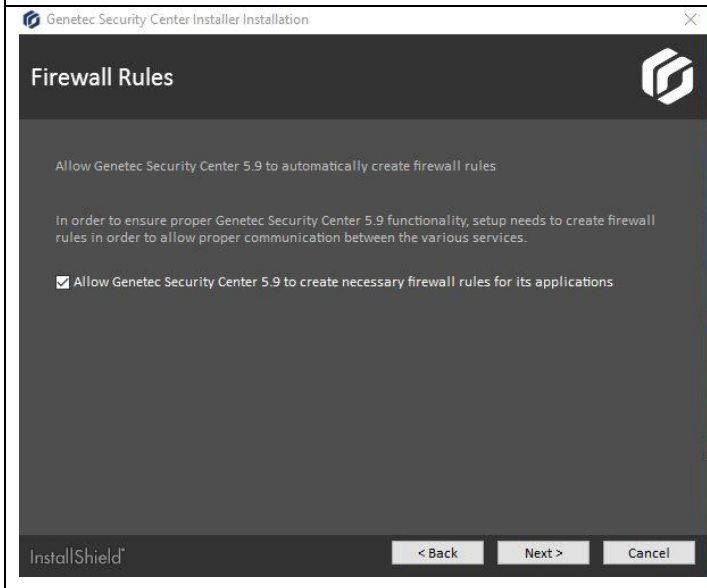 Genetec Security Center Installer Installation
Firewall Rules
Allow Genetec Security Center 5.9 to automatically create firewall rules
In order to ensure proper Genetec Security Center 5.9 functionality, setup needs to create firewall
rules in order to allow proper communication between the various services.
Allow Genetec Security Center 5.9 to create necessary firewall rules for its applications
InstallShield
< Back
Next >
Cancel